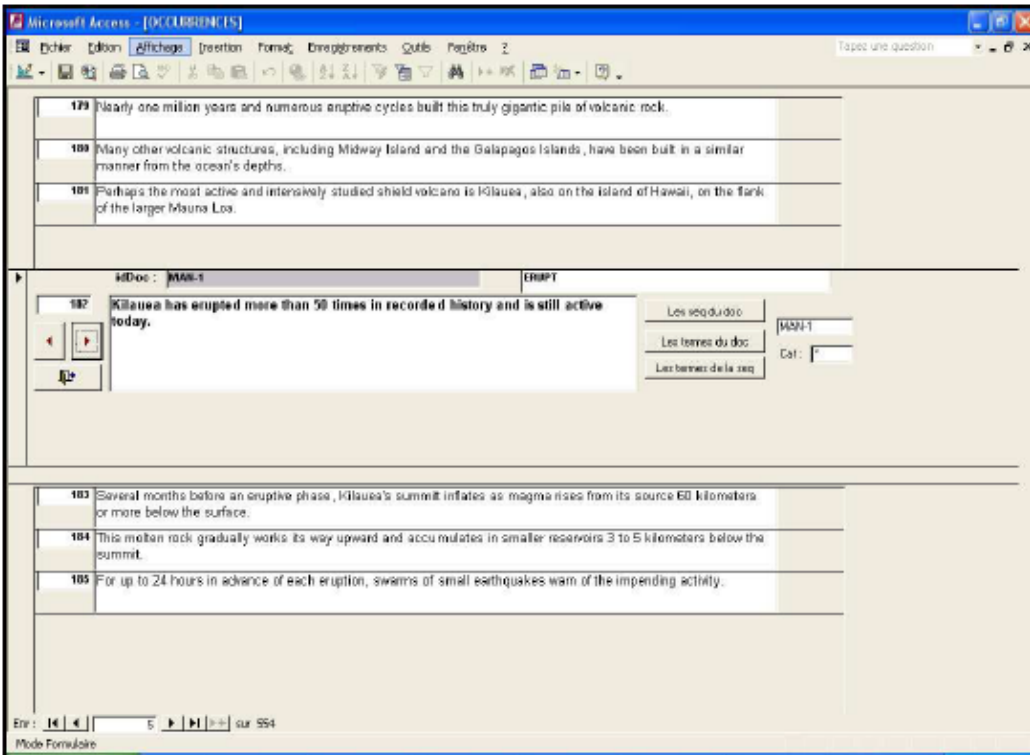 Microsoft Access - [OCCURRENCES]
Fichier Edition Affichage Insertion Format Enregistrements Outils Fenêtre ?
Tapez une question
179 Nearly one million years and numerous eruptive cycles built this truly gigantic pile of volcanic rock.
180 Many other volcanic structures, including Midway Island and the Galapagos Islands, have been built in a similar
manner from the ocean's depths.
181 Perhaps the most active and intensively studied shield volcano is Kilauea, also on the island of Hawaii, on the flank
of the larger Mauna Loa.
idDoc : MAN-1 ERUPT
182 Kilauea has erupted more than 50 times in recorded history and is still active
today.
Les seq du doc
MAN-1
Les termes du doc
Cat : *
Les termes de la seq
183 Several months before an eruptive phase, Kilauea's summit inflates as magma rises from its source 60 kilometers
or more below the surface.
184 This molten rock gradually works its way upward and accumulates in smaller reservoirs 3 to 5 kilometers below the
summit.
185 For up to 24 hours in advance of each eruption, swarms of small earthquakes warn of the impending activity.
Enr : 5 sur 554
Mode Formulaire